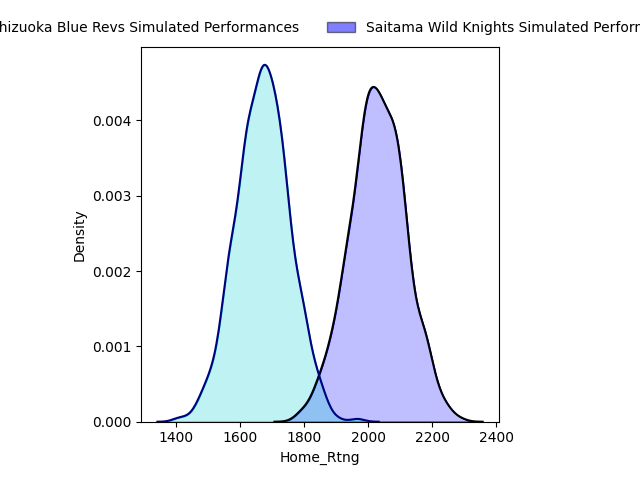 hizuoka Blue Revs Simulated Performances Saitama Wild Knights Simulated Perfor
Density
0.004
0.003
0.002
0.001
0.000
1400 1600 1800 2000 2200 2400
Home_Rtng